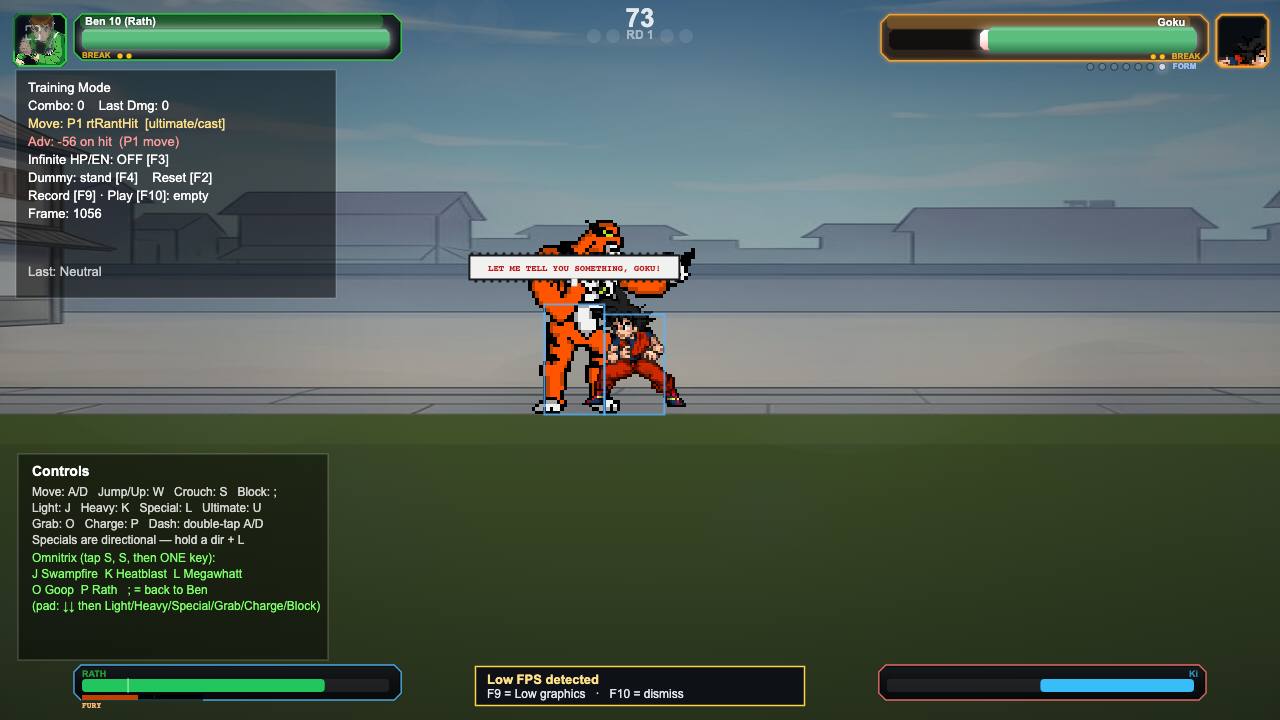 Ben 10 (Rath)
BREAK
73
RD 1
Goku
BREAK
FORM
Training Mode
Combo: 0 Last Dmg: 0
Move: P1 rtRantHit [ultimate/cast]
Adv: -56 on hit (P1 move)
Infinite HP/EN: OFF [F3]
Dummy: stand [F4] Reset [F2]
Record [F9] · Play [F10]: empty
Frame: 1056
Last: Neutral
LET ME TELL YOU SOMETHING, GOKU!
Controls
Move: A/D Jump/Up: W Crouch: S Block: ;
Light: J Heavy: K Special: L Ultimate: U
Grab: O Charge: P Dash: double-tap A/D
Specials are directional — hold a dir + L
Omnitrix (tap S, S, then ONE key):
J Swampfire K Heatblast L Megawhatt
O Goop P Rath ; = back to Ben
(pad: ↓↓ then Light/Heavy/Special/Grab/Charge/Block)
RATH
FURY
Low FPS detected
F9 = Low graphics · F10 = dismiss
Ki